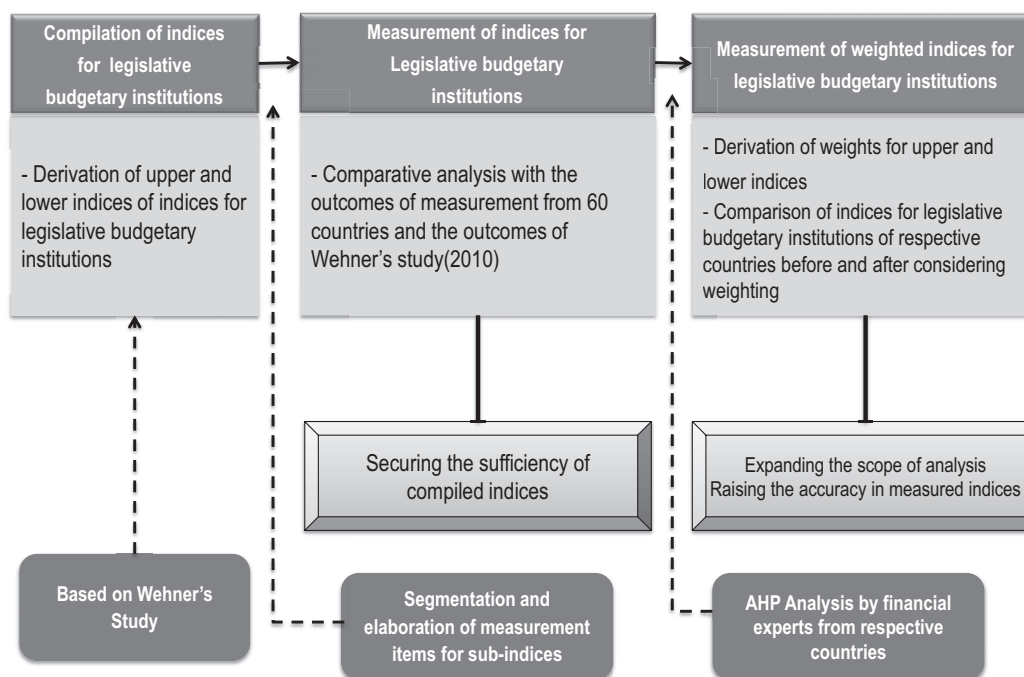 Compilation of indices
for legislative
budgetary institutions
- Derivation of upper and
lower indices of indices for
legislative budgetary
institutions
Based on Wehner's
Study
Measurement of indices for
Legislative budgetary
institutions
- Comparative analysis with the
outcomes of measurement from 60
countries and the outcomes of
Wehner's study(2010)
Securing the sufficiency of
compiled indices
Segmentation and
elaboration of measurement
items for sub-indices
Measurement of weighted indices for
legislative budgetary institutions
- Derivation of weights for upper and
lower indices
- Comparison of indices for legislative
budgetary institutions of respective
countries before and after considering
weighting
Expanding the scope of analysis
Raising the accuracy in measured indices
AHP Analysis by financial
experts from respective
countries